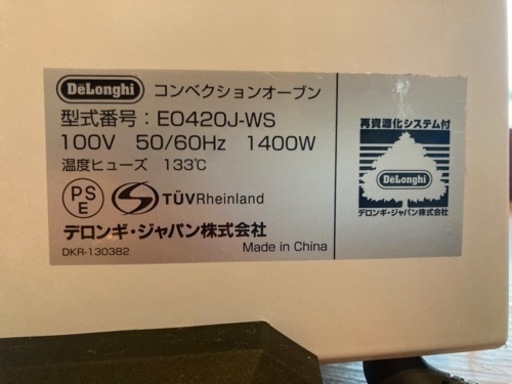 DeLonghi コンベクションオーブン
型式番号：EO420J-WS
100V 50/60Hz 1400W
温度ヒューズ 133℃
PS
E
TÜVRheinland
デロンギ・ジャパン株式会社
DKR-130382
Made in China
再資源化システム付
DeLonghi
デロンギ・ジャパン株式会社